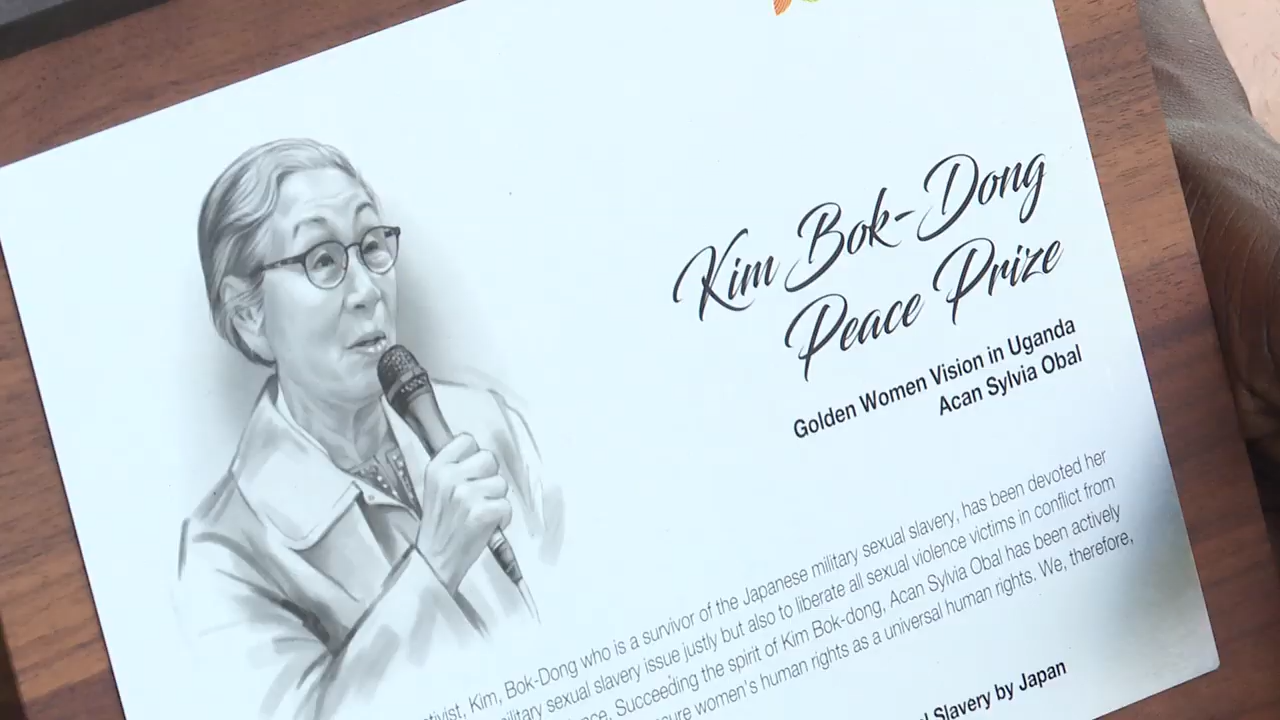 Kim Bok-Dong
Peace Prize
Golden Women Vision in Uganda
Acan Sylvia Obal
Kim, Bok-Dong who is a survivor of the Japanese military sexual slavery, has been devoted her
sexual slavery issue justly but also to liberate all sexual violence victims in conflict from
Succeeding the spirit of Kim Bok-dong, Acan Sylvia Obal has been actively
women's human rights as a universal human rights. We, therefore,
Slavery by Japan